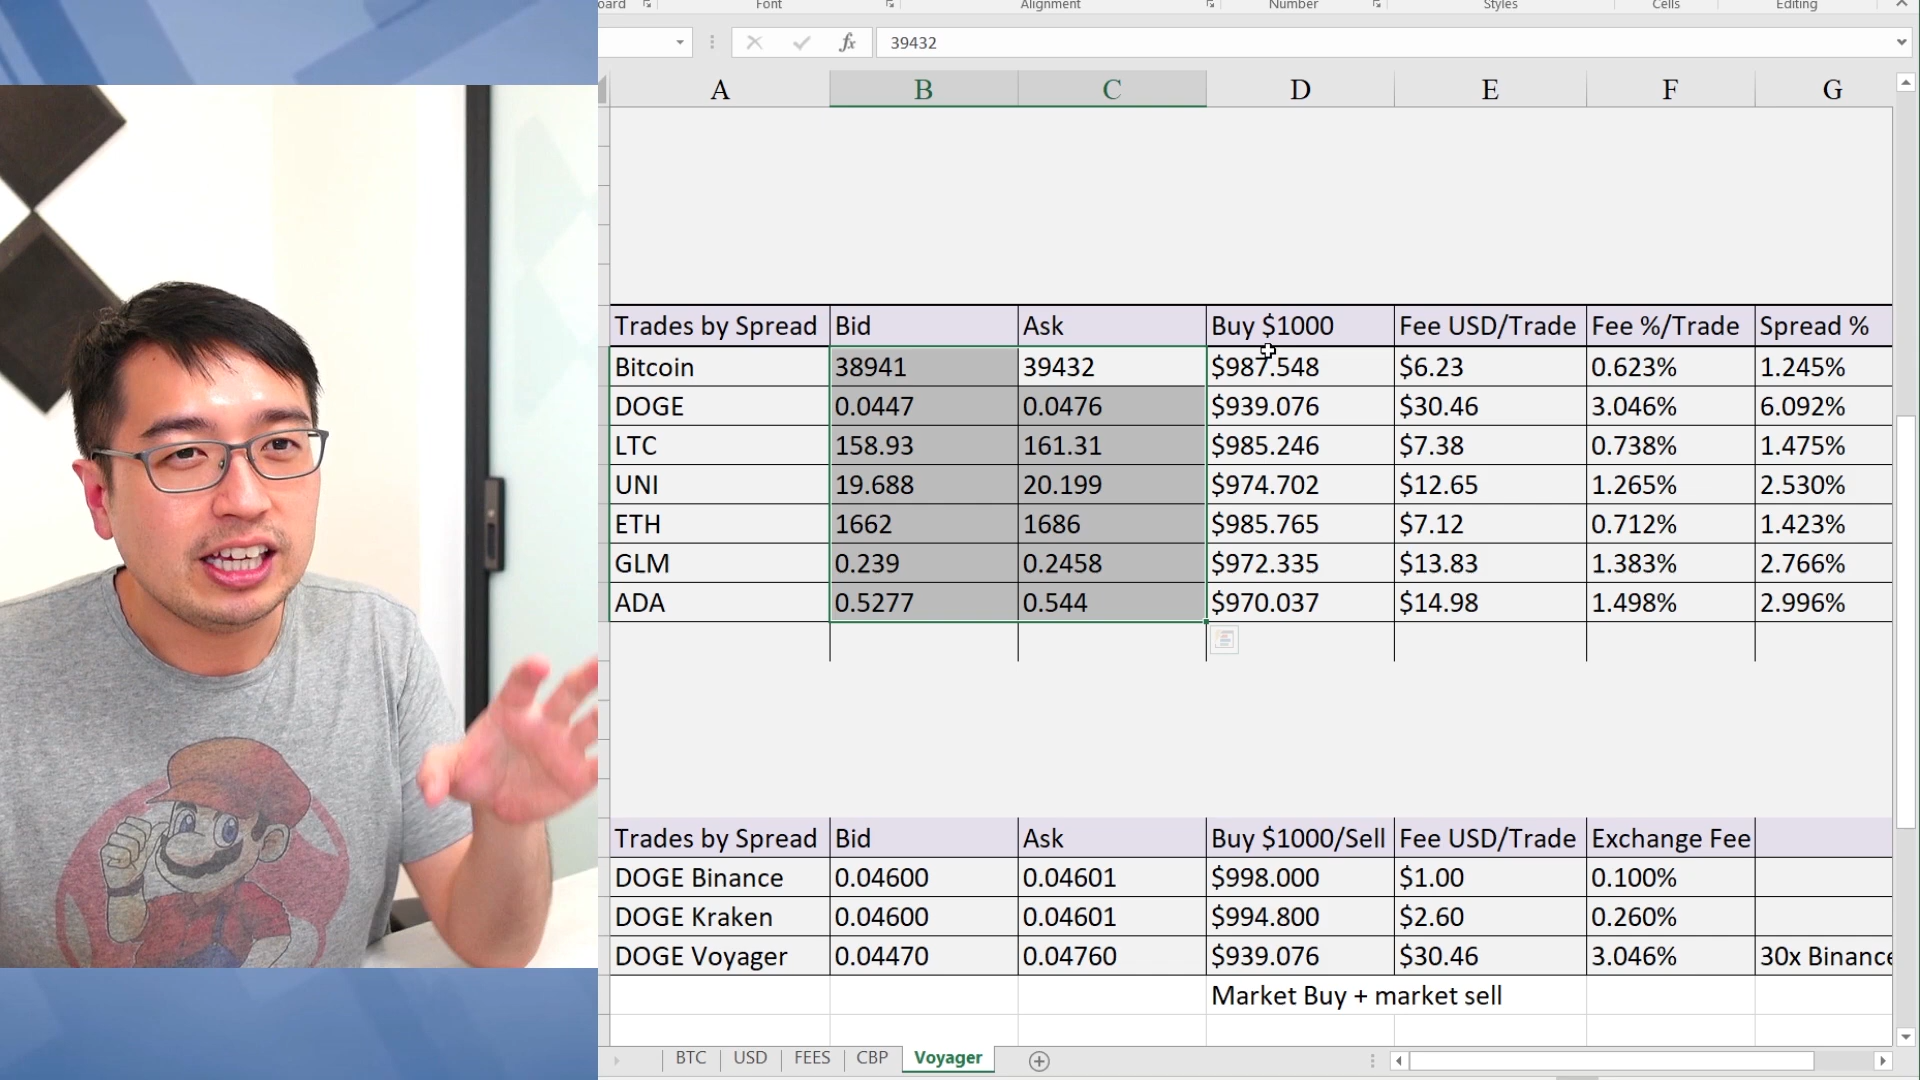 oard Font Alignment Number Styles Cells Editing
fx 39432
A B C D E F G
Trades by Spread Bid Ask Buy $1000 Fee USD/Trade Fee %/Trade Spread %
Bitcoin 38941 39432 $987.548 $6.23 0.623% 1.245%
DOGE 0.0447 0.0476 $939.076 $30.46 3.046% 6.092%
LTC 158.93 161.31 $985.246 $7.38 0.738% 1.475%
UNI 19.688 20.199 $974.702 $12.65 1.265% 2.530%
ETH 1662 1686 $985.765 $7.12 0.712% 1.423%
GLM 0.239 0.2458 $972.335 $13.83 1.383% 2.766%
ADA 0.5277 0.544 $970.037 $14.98 1.498% 2.996%
Trades by Spread Bid Ask Buy $1000/Sell Fee USD/Trade Exchange Fee
DOGE Binance 0.04600 0.04601 $998.000 $1.00 0.100%
DOGE Kraken 0.04600 0.04601 $994.800 $2.60 0.260%
DOGE Voyager 0.04470 0.04760 $939.076 $30.46 3.046% 30x Binance
Market Buy + market sell
BTC USD FEES CBP Voyager